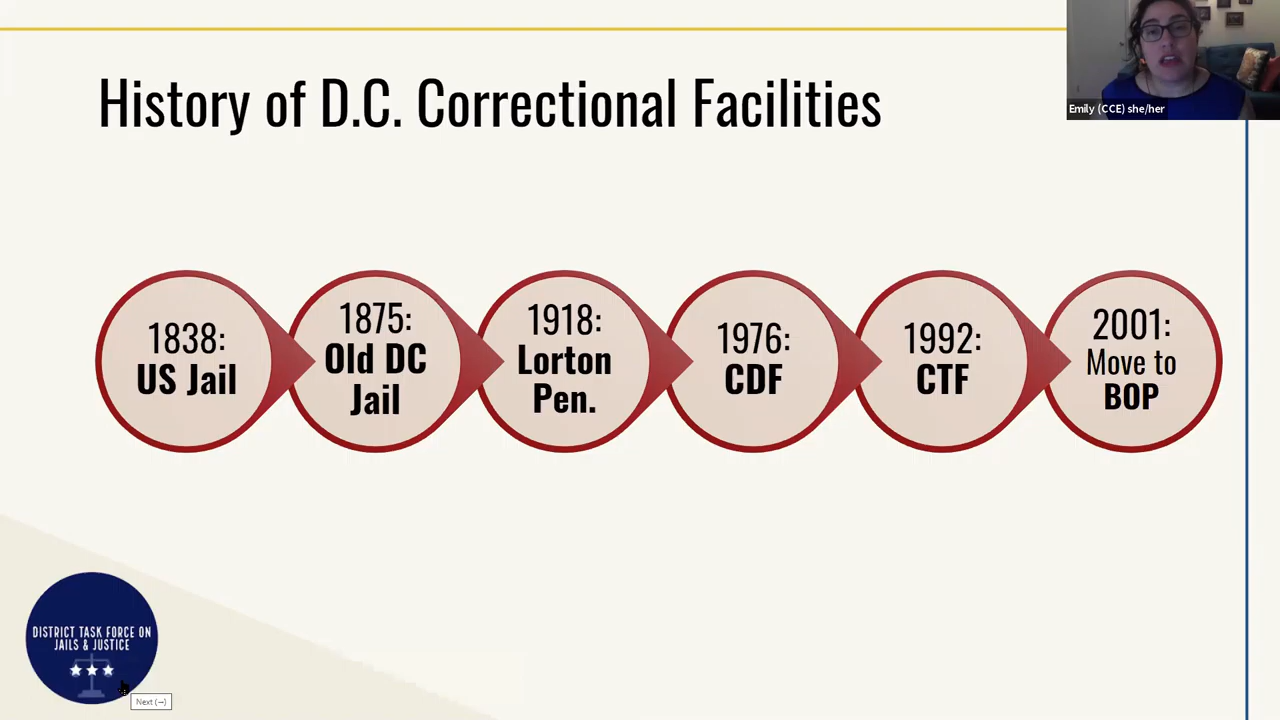 History of D.C. Correctional Facilities
Emily (CCE) she/her
1838:
US Jail
1875:
Old DC
Jail
1918:
Lorton
Pen.
1976:
CDF
1992:
CTF
2001:
Move to
BOP
DISTRICT TASK FORCE ON
JAILS & JUSTICE
Next (→)